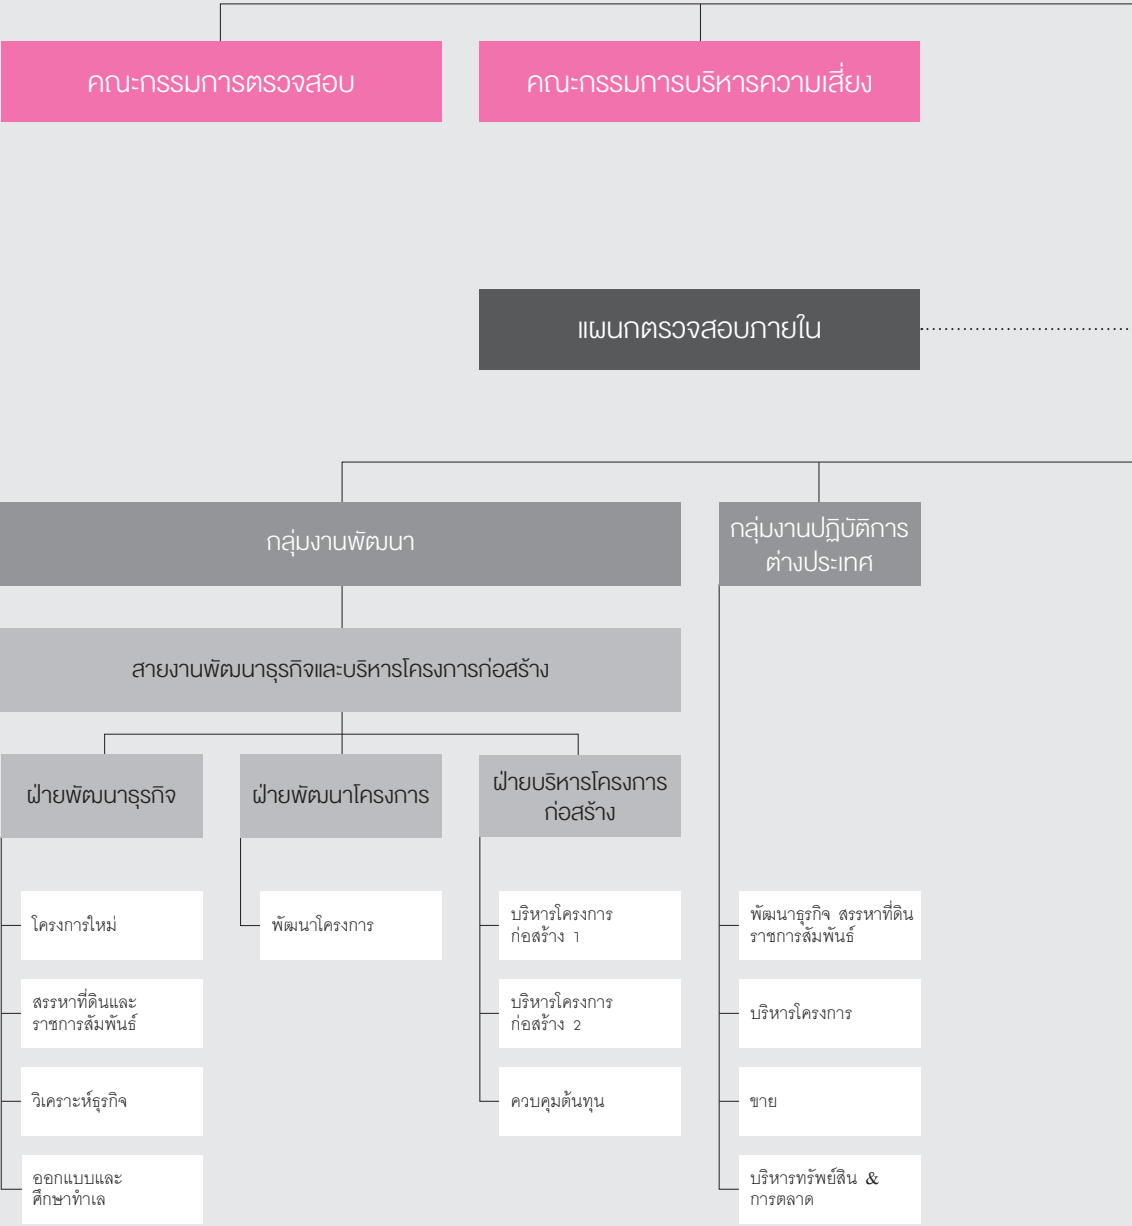 คณะกรรมการตรวจสอบ
คณะกรรมการบริหารความเสี่ยง
แผนกตรวจสอบภายใน
กลุ่มงานพัฒนา
กลุ่มงานปฏิบัติการ
ต่างประเทศ
สายงานพัฒนาธุรกิจและบริหารโครงการก่อสร้าง
ฝ่ายพัฒนาธุรกิจ
ฝ่ายพัฒนาโครงการ
ฝ่ายบริหารโครงการ
ก่อสร้าง
โครงการใหม่
สรรหาที่ดินและ
ราชการสัมพันธ์
วิเคราะห์ธุรกิจ
ออกแบบและ
ศึกษาทำเล
พัฒนาโครงการ
บริหารโครงการ
ก่อสร้าง 1
บริหารโครงการ
ก่อสร้าง 2
ควบคุมต้นทุน
พัฒนาธุรกิจ สรรหาที่ดิน
ราชการสัมพันธ์
บริหารโครงการ
ขาย
บริหารทรัพย์สิน &
การตลาด